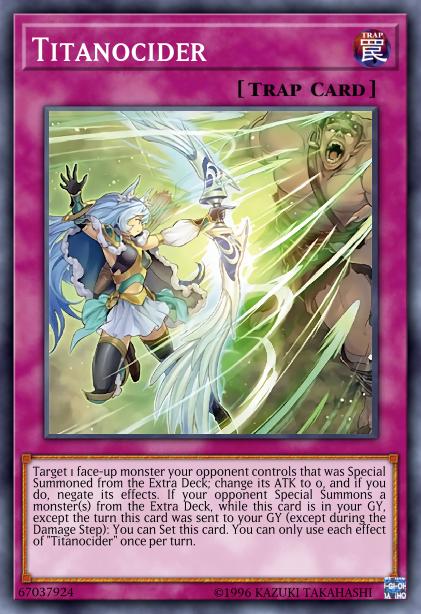 TITANOCIDER
TRAP
罠
[TRAP CARD]
Target 1 face-up monster your opponent controls that was Special
Summoned from the Extra Deck; change its ATK to 0, and if you
do, negate its effects. If your opponent Special Summons a
monster(s) from the Extra Deck, while this card is in your GY,
except the turn this card was sent to your GY (except during the
Damage Step): You can Set this card. You can only use each effect
of "Titanocider" once per turn.
67037924
©1996 KAZUKI TAKAHASHI